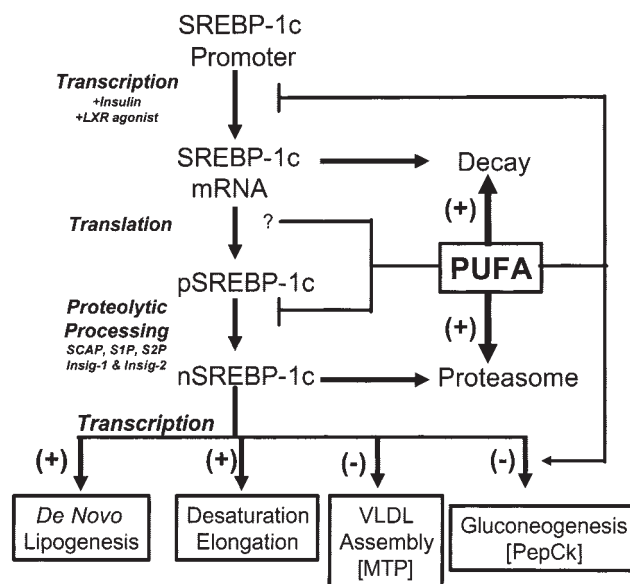 SREBP-1c
Promoter
Transcription
+Insulin
+LXR agonist
SREBP-1c
mRNA
Decay
(+)
Translation
?
PUFA
pSREBP-1c
(+)
Proteolytic
Processing
SCAP, S1P, S2P
Insig-1 & Insig-2
nSREBP-1c
Proteasome
Transcription
(+)
(+)
(-)
(-)
De Novo
Lipogenesis
Desaturation
Elongation
VLDL
Assembly
[MTP]
Gluconeogenesis
[PepCk]